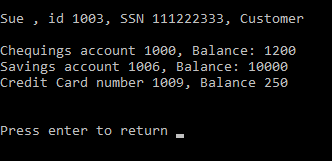 Sue , id 1003, SSN 111222333, Customer
Chequings account 1000, Balance: 1200
Savings account 1006, Balance: 10000
Credit Card number 1009, Balance 250
Press enter to return _